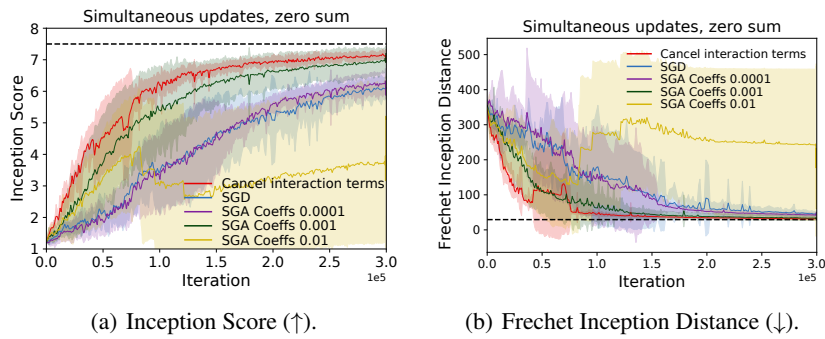 Simultaneous updates, zero sum
8
7
6
5
4
3
2
1
Inception Score
Cancel interaction terms
SGD
SGA Coeffs 0.0001
SGA Coeffs 0.001
SGA Coeffs 0.01
0.0 0.5 1.0 1.5 2.0 2.5 3.0
1e5
Iteration
(a) Inception Score (↑).
Simultaneous updates, zero sum
500
400
300
200
100
0
Frechet Inception Distance
Cancel interaction terms
SGD
SGA Coeffs 0.0001
SGA Coeffs 0.001
SGA Coeffs 0.01
0.0 0.5 1.0 1.5 2.0 2.5 3.0
1e5
Iteration
(b) Frechet Inception Distance (↓).